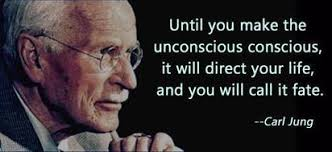 Until you make the
unconscious conscious,
it will direct your life,
and you will call it fate.
--Carl Jung